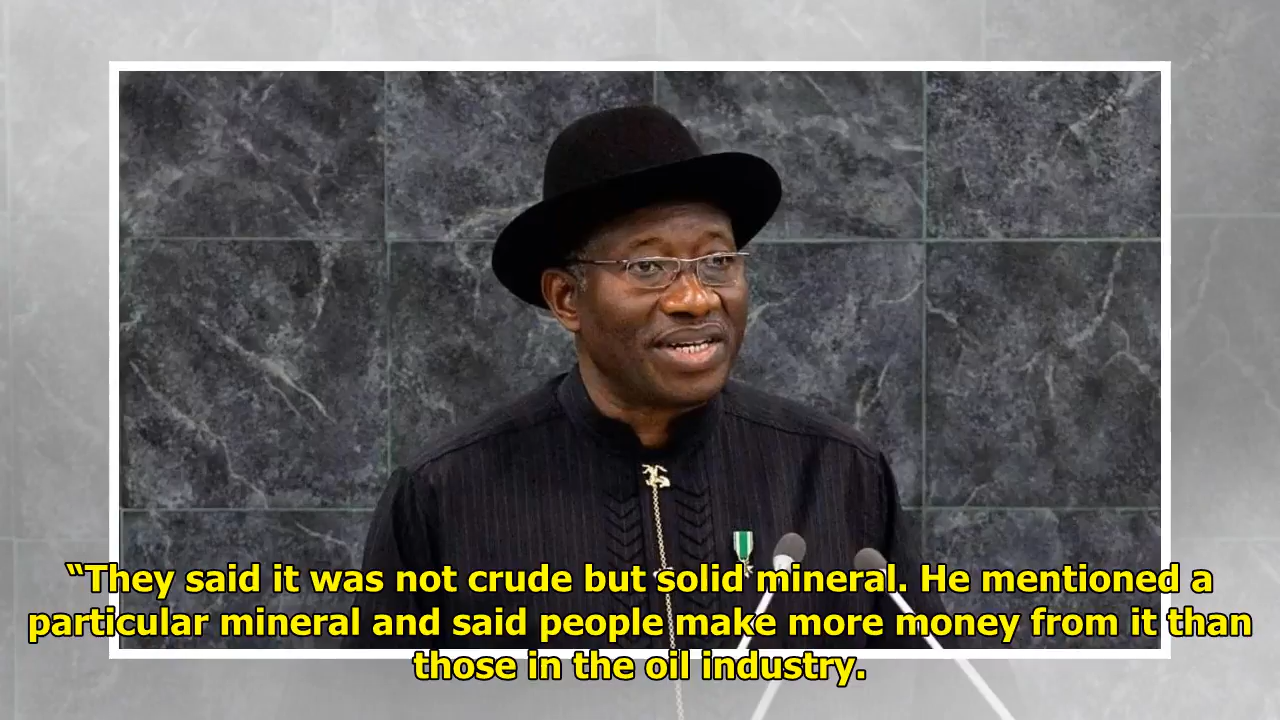 “They said it was not crude but solid mineral. He mentioned a
particular mineral and said people make more money from it than
those in the oil industry.